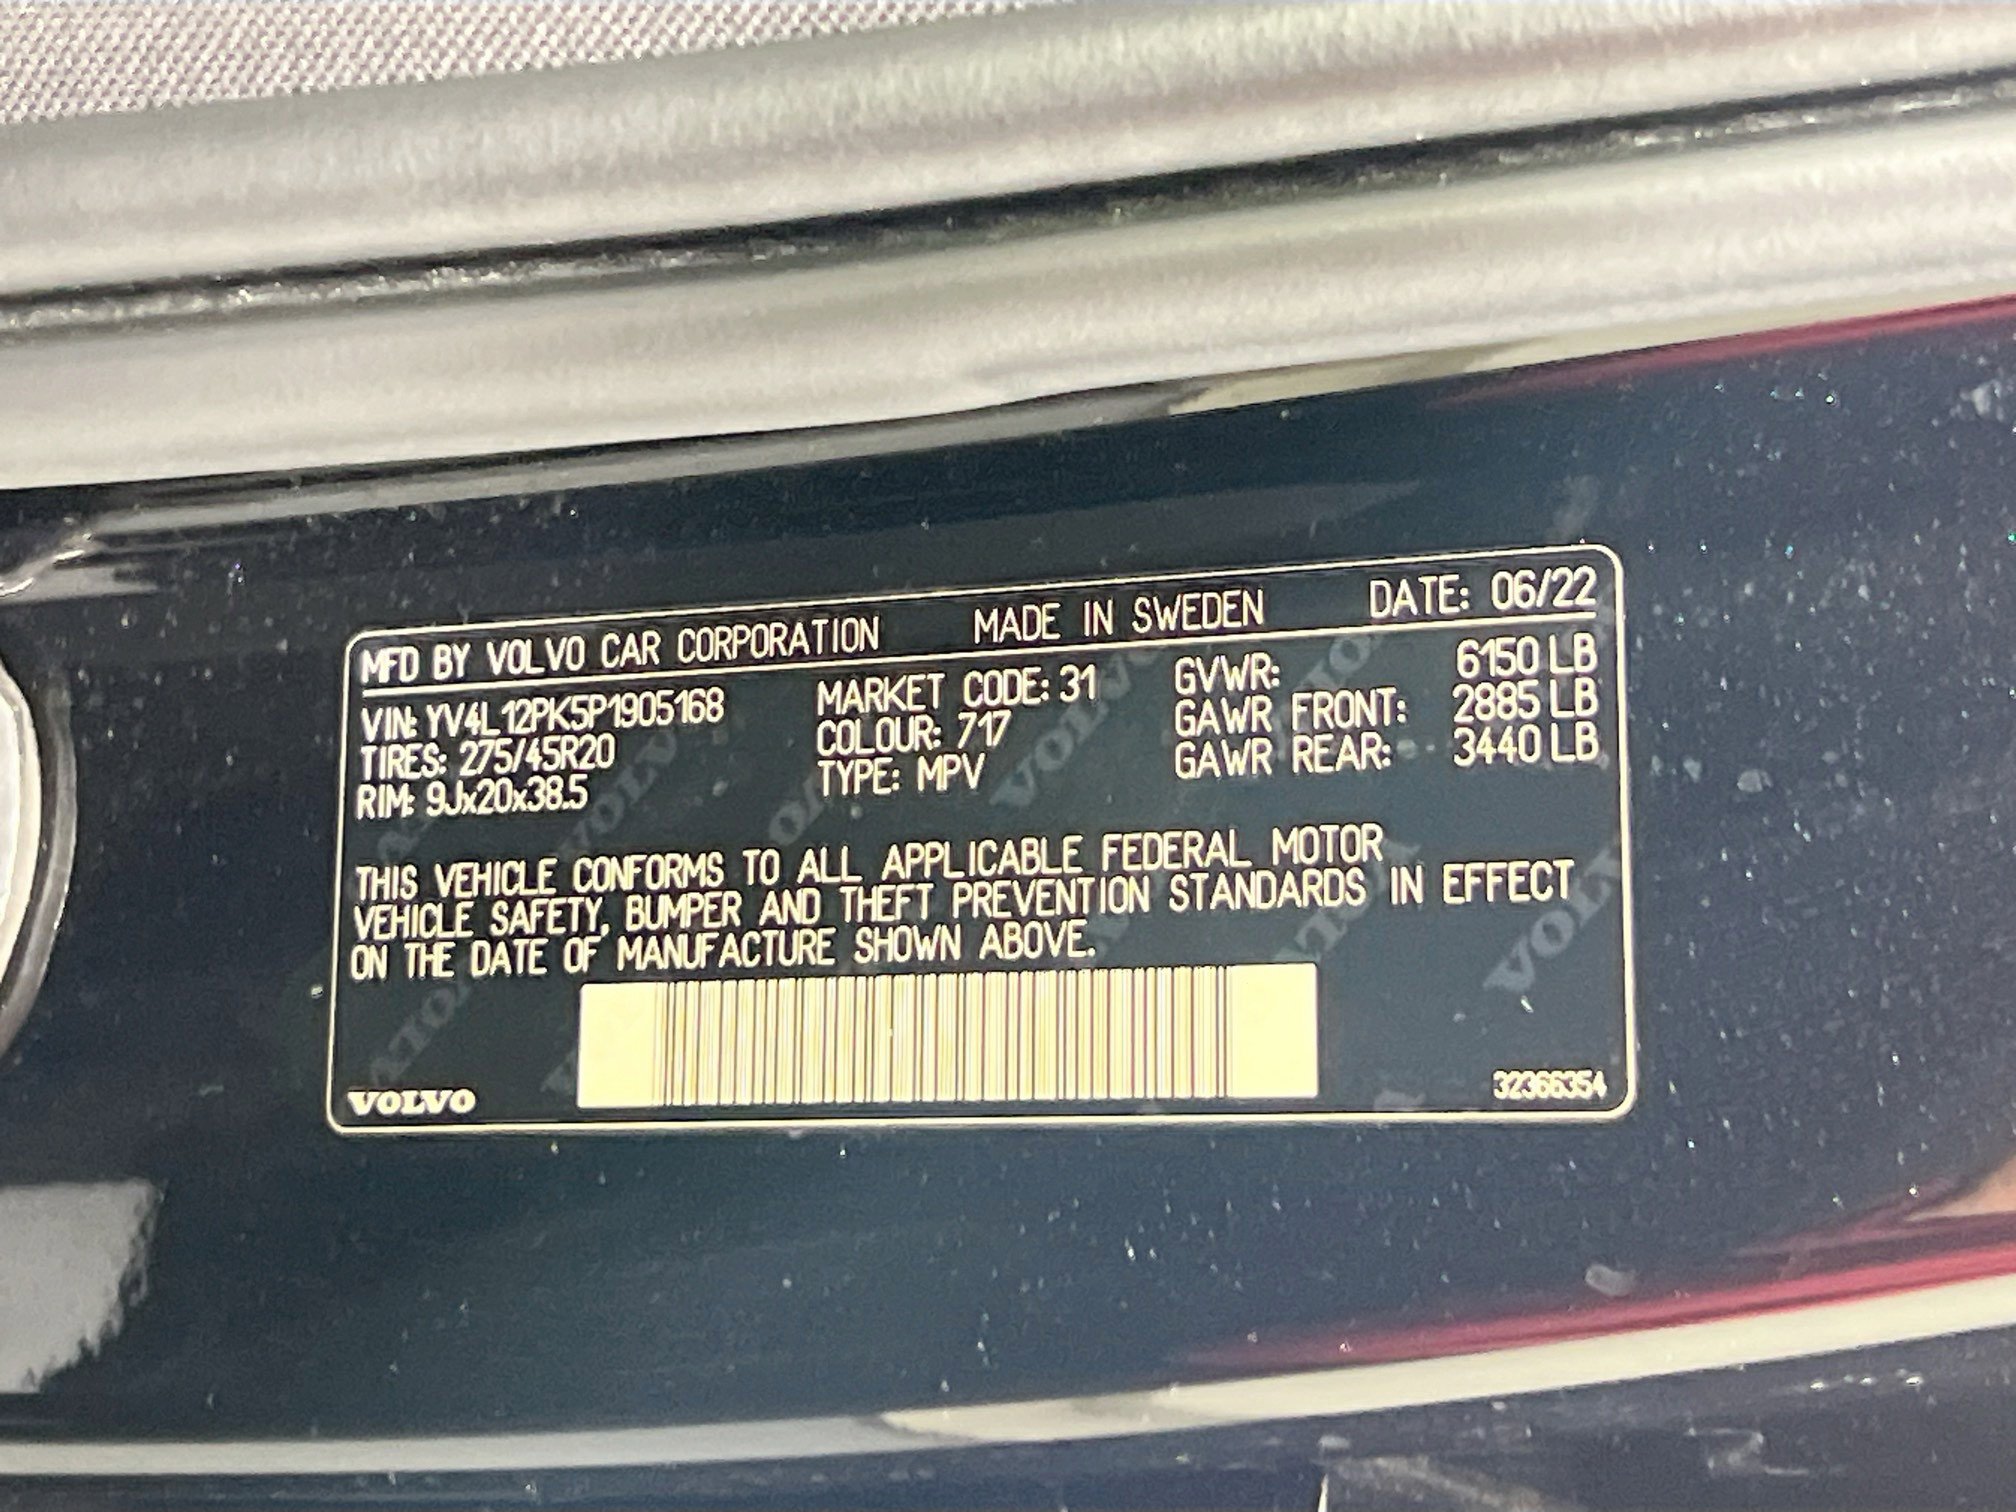 MFD BY VOLVO CAR CORPORATION MADE IN SWEDEN DATE: 06/22
VIN: YV4L12PK5P1905168 MARKET CODE: 31 GVWR: 6150 LB
TIRES: 275/45R20 COLOUR: 717 GAWR FRONT: 2885 LB
RIM: 9Jx20x38.5 TYPE: MPV GAWR REAR: 3440 LB
THIS VEHICLE CONFORMS TO ALL APPLICABLE FEDERAL MOTOR
VEHICLE SAFETY, BUMPER AND THEFT PREVENTION STANDARDS IN EFFECT
ON THE DATE OF MANUFACTURE SHOWN ABOVE.
VOLVO 32366354